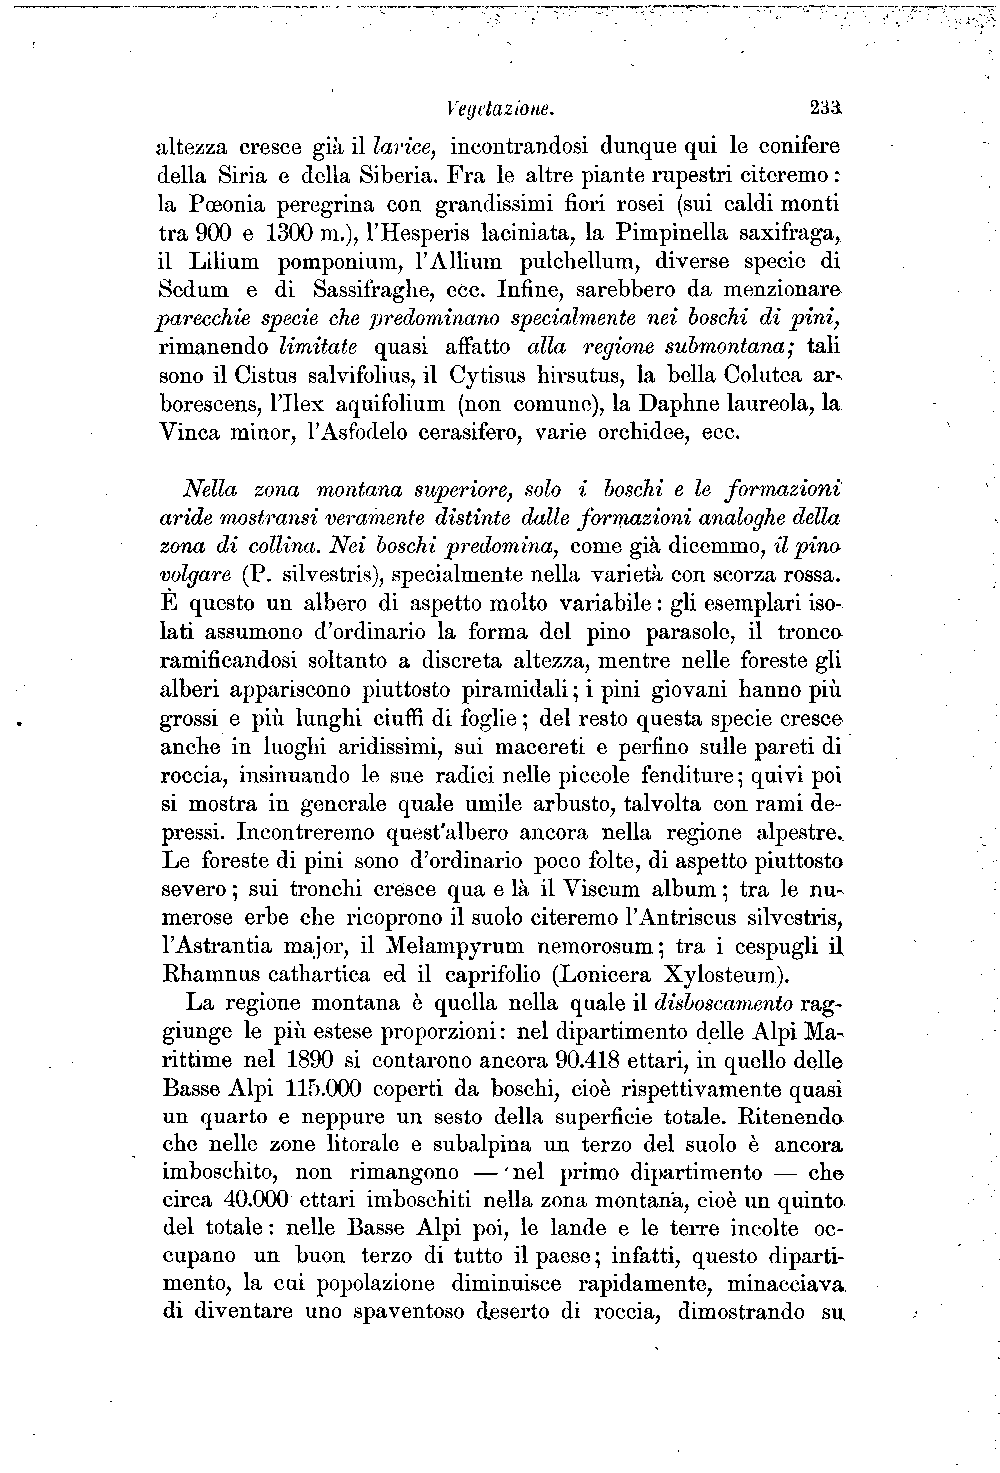 Vegetazione. 233
altezza cresce già il larice, incontrandosi dunque qui le conifere
della Siria e della Siberia. Fra le altre piante rupestri citeremo:
la Pœonia peregrina con grandissimi fiori rosei (sui caldi monti
tra 900 e 1300 m.), l'Hesperis laciniata, la Pimpinella saxifraga,
il Lilium pomponium, l'Allium pulchellum, diverse specie di
Sedum e di Sassifraghe, ecc. Infine, sarebbero da menzionare
parecchie specie che predominano specialmente nei boschi di pini,
rimanendo limitate quasi affatto alla regione submontana; tali
sono il Cistus salvifolius, il Cytisus hirsutus, la bella Colutea ar-
borescens, l'Ilex aquifolium (non comune), la Daphne laureola, la
Vinca minor, l'Asfodelo cerasifero, varie orchidee, ecc.
Nella zona montana superiore, solo i boschi e le formazioni
aride mostransi veramente distinte dalle formazioni analoghe della
zona di collina. Nei boschi predomina, come già dicemmo, il pino
volgare (P. silvestris), specialmente nella varietà con scorza rossa.
È questo un albero di aspetto molto variabile: gli esemplari iso-
lati assumono d'ordinario la forma del pino parasole, il tronco
ramificandosi soltanto a discreta altezza, mentre nelle foreste gli
alberi appariscono piuttosto piramidali; i pini giovani hanno più
grossi e più lunghi ciuffi di foglie; del resto questa specie cresce
anche in luoghi aridissimi, sui macereti e perfino sulle pareti di
roccia, insinuando le sue radici nelle piccole fenditure; quivi poi
si mostra in generale quale umile arbusto, talvolta con rami de-
pressi. Incontreremo quest'albero ancora nella regione alpestre.
Le foreste di pini sono d'ordinario poco folte, di aspetto piuttosto
severo; sui tronchi cresce qua e là il Viscum album; tra le nu-
merose erbe che ricoprono il suolo citeremo l'Antriscus silvestris,
l'Astrantia major, il Melampyrum nemorosum; tra i cespugli il
Rhamnus cathartica ed il caprifolio (Lonicera Xylosteum).
La regione montana è quella nella quale il disboscamento rag-
giunge le più estese proporzioni: nel dipartimento delle Alpi Ma-
rittime nel 1890 si contarono ancora 90.418 ettari, in quello delle
Basse Alpi 115.000 coperti da boschi, cioè rispettivamente quasi
un quarto e neppure un sesto della superficie totale. Ritenendo
che nelle zone litorale e subalpina un terzo del suolo è ancora
imboschito, non rimangono — nel primo dipartimento — che
circa 40.000 ettari imboschiti nella zona montana, cioè un quinto
del totale: nelle Basse Alpi poi, le lande e le terre incolte oc-
cupano un buon terzo di tutto il paese; infatti, questo diparti-
mento, la cui popolazione diminuisce rapidamente, minacciava
di diventare uno spaventoso deserto di roccia, dimostrando su